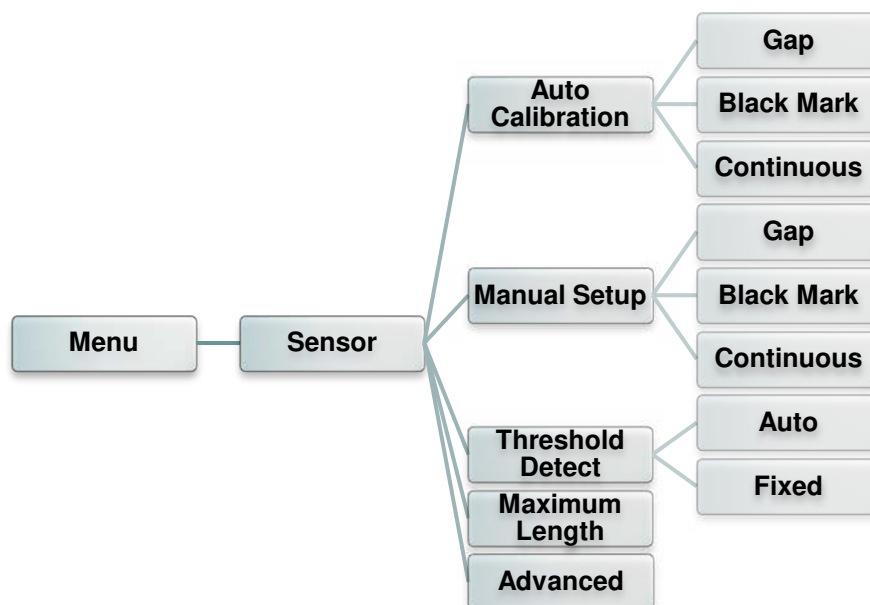 Menu
Sensor
Auto
Calibration
Gap
Black Mark
Continuous
Manual Setup
Gap
Black Mark
Continuous
Threshold
Detect
Auto
Fixed
Maximum
Length
Advanced